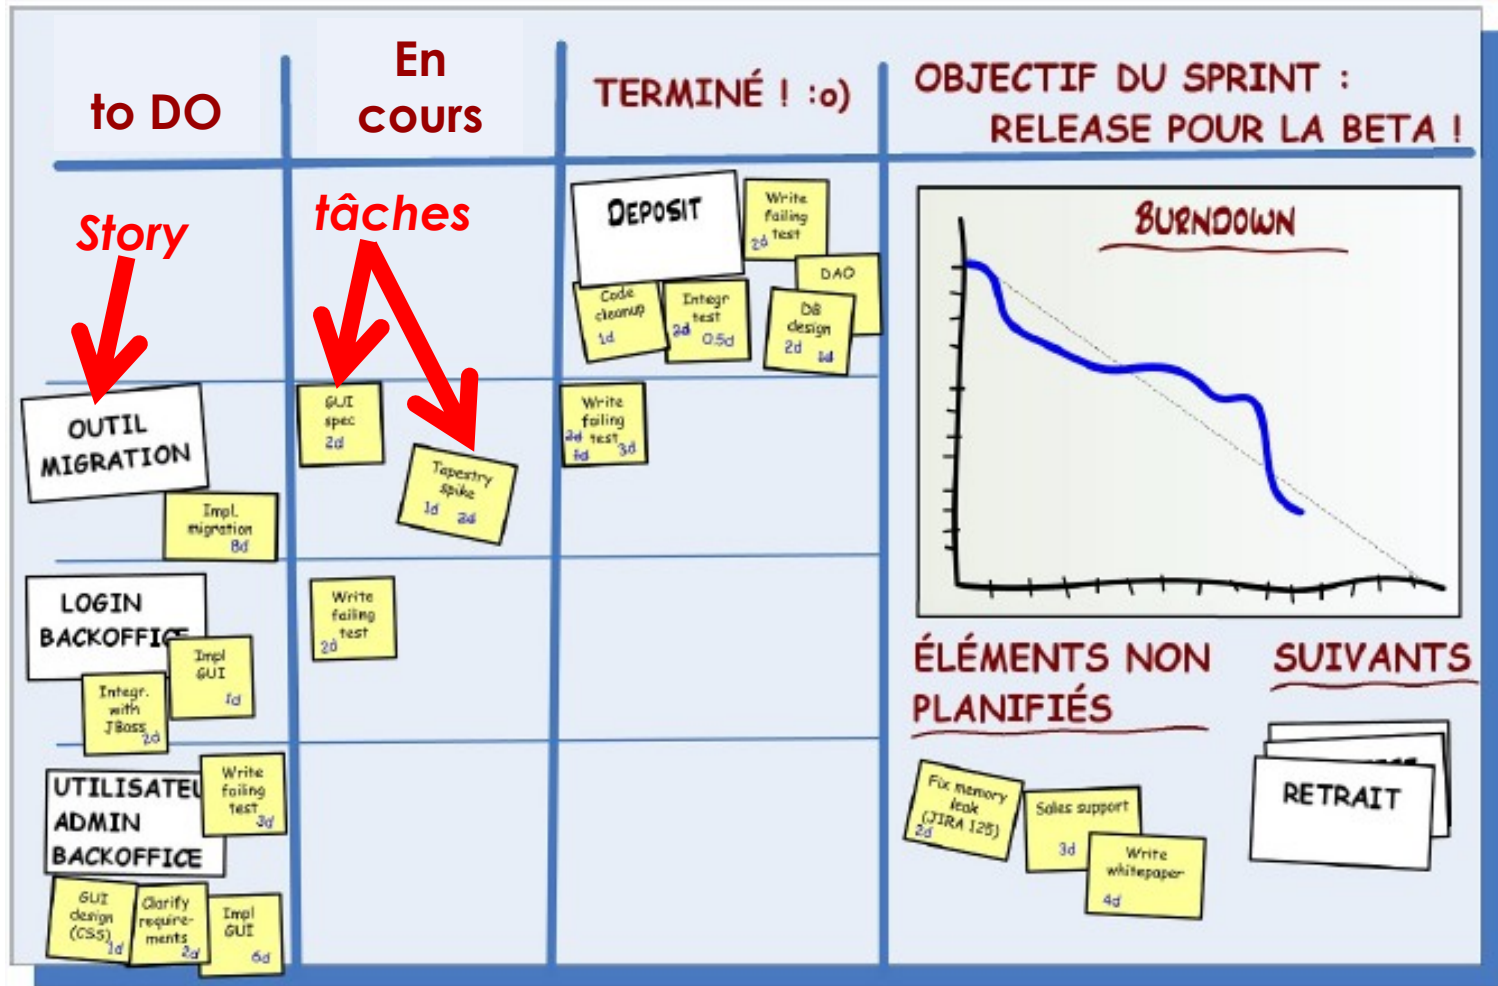 to DO
En
cours
TERMINÉ ! :o)
OBJECTIF DU SPRINT :
RELEASE POUR LA BETA !
Story
tâches
DEPOSIT
Write
failing
test
2d
DAO
Code
cleanup
1d
Integr
test
2d 0.5d
DB
design
2d
BURNDOWN
OUTIL
MIGRATION
Impl.
migration
8d
GUI
spec
2d
Tapestry
spike
1d 2d
Write
failing
test
3d
LOGIN
BACKOFFICE
Integr.
with
JBoss
2d
Impl
GUI
1d
Write
failing
test
2d
UTILISATEU
ADMIN
BACKOFFICE
Write
failing
test
3d
GUI
design
(CSS)
1d
Clarify
require-
ments
2d
Impl
GUI
6d
ÉLÉMENTS NON
PLANIFIÉS
Fix memory
leak
(JIRA 125)
2d
Sales support
3d
Write
whitepaper
4d
SUIVANTS
RETRAIT